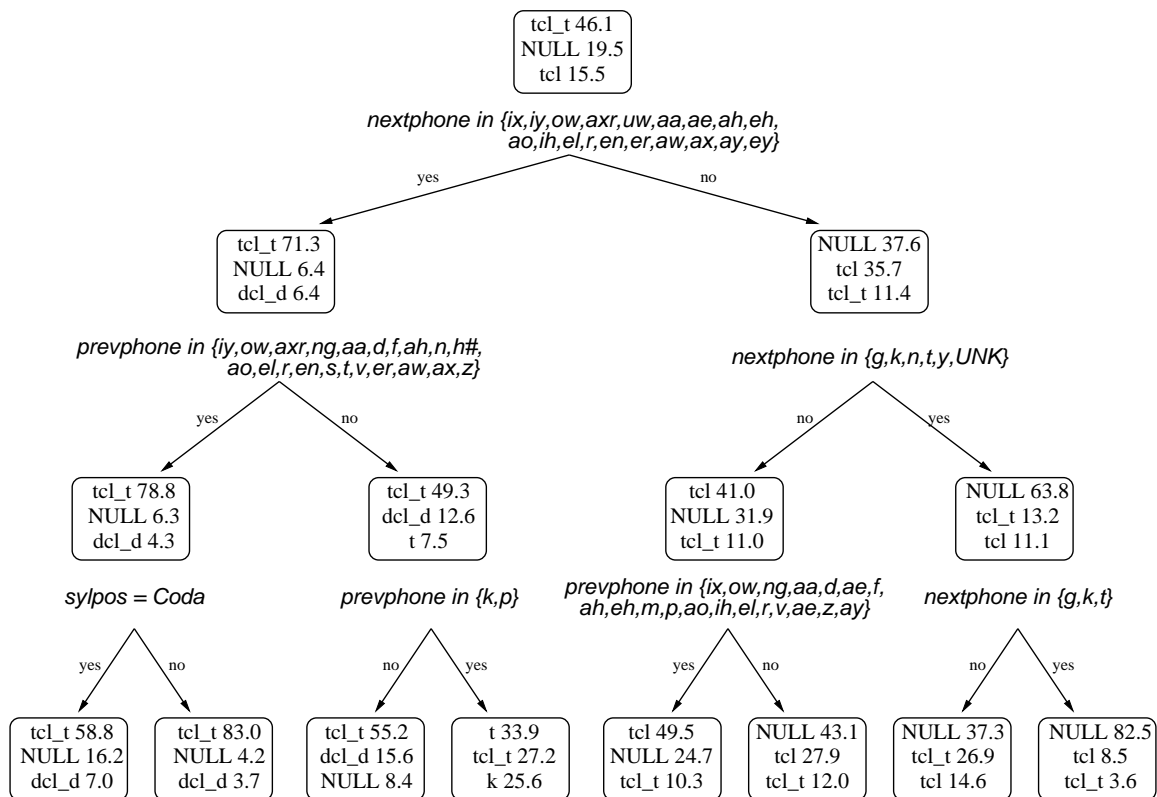 tcl_t 46.1
NULL 19.5
tcl 15.5
nextphone in {ix,iy,ow,axr,uw,aa,ae,ah,eh,
ao,ih,el,r,en,er,aw,ax,ay,ey}
yes
no
tcl_t 71.3
NULL 6.4
dcl_d 6.4
NULL 37.6
tcl 35.7
tcl_t 11.4
prevphone in {iy,ow,axr,ng,aa,d,f,ah,n,h#,
ao,el,r,en,s,t,v,er,aw,ax,z}
nextphone in {g,k,n,t,y,UNK}
yes
no
no
yes
tcl_t 78.8
NULL 6.3
dcl_d 4.3
tcl_t 49.3
dcl_d 12.6
t 7.5
tcl 41.0
NULL 31.9
tcl_t 11.0
NULL 63.8
tcl_t 13.2
tcl 11.1
sylpos = Coda
prevphone in {k,p}
prevphone in {ix,ow,ng,aa,d,ae,f,
ah,eh,m,p,ao,ih,el,r,v,ae,z,ay}
nextphone in {g,k,t}
yes
no
no
yes
yes
no
no
yes
tcl_t 58.8
NULL 16.2
dcl_d 7.0
tcl_t 83.0
NULL 4.2
dcl_d 3.7
tcl_t 55.2
dcl_d 15.6
NULL 8.4
t 33.9
tcl_t 27.2
k 25.6
tcl 49.5
NULL 24.7
tcl_t 10.3
NULL 43.1
tcl 27.9
tcl_t 12.0
NULL 37.3
tcl_t 26.9
tcl 14.6
NULL 82.5
tcl 8.5
tcl_t 3.6